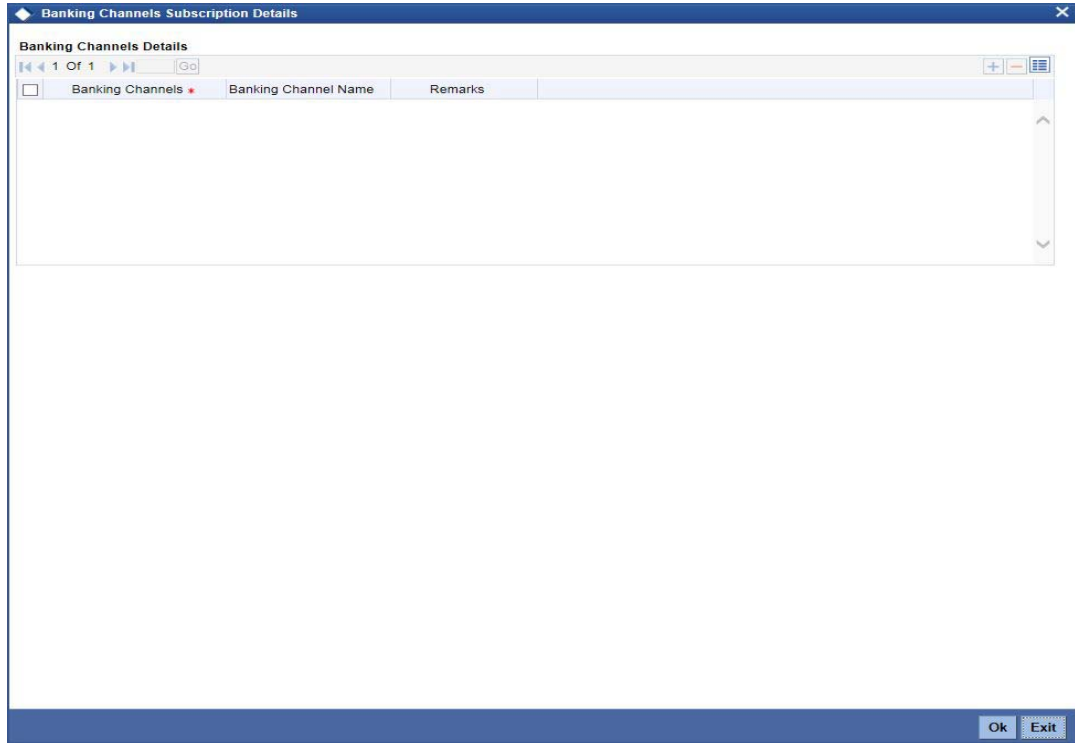 Banking Channels Subscription Details
Banking Channels Details
1 Of 1 Go
Banking Channels * Banking Channel Name Remarks
Ok Exit